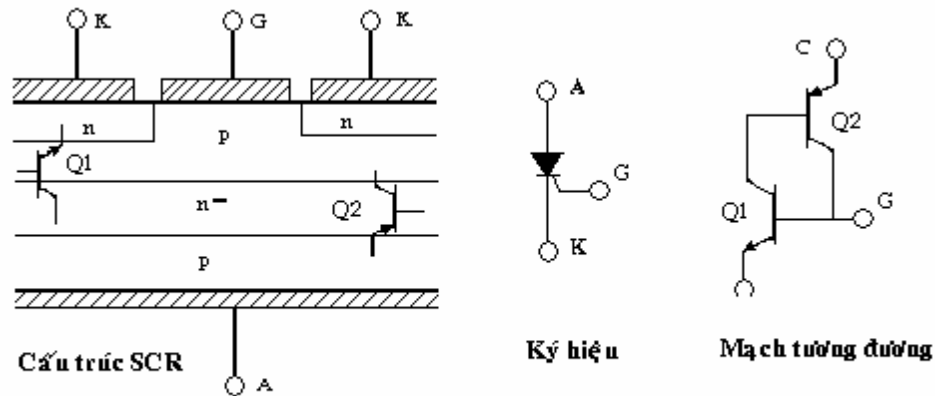 K
G
K
n
p
n
Q1
n–
Q2
p
A
Cấu trúc SCR
A
G
K
Ký hiệu
C
Q2
Q1
G
Mạch tương đương